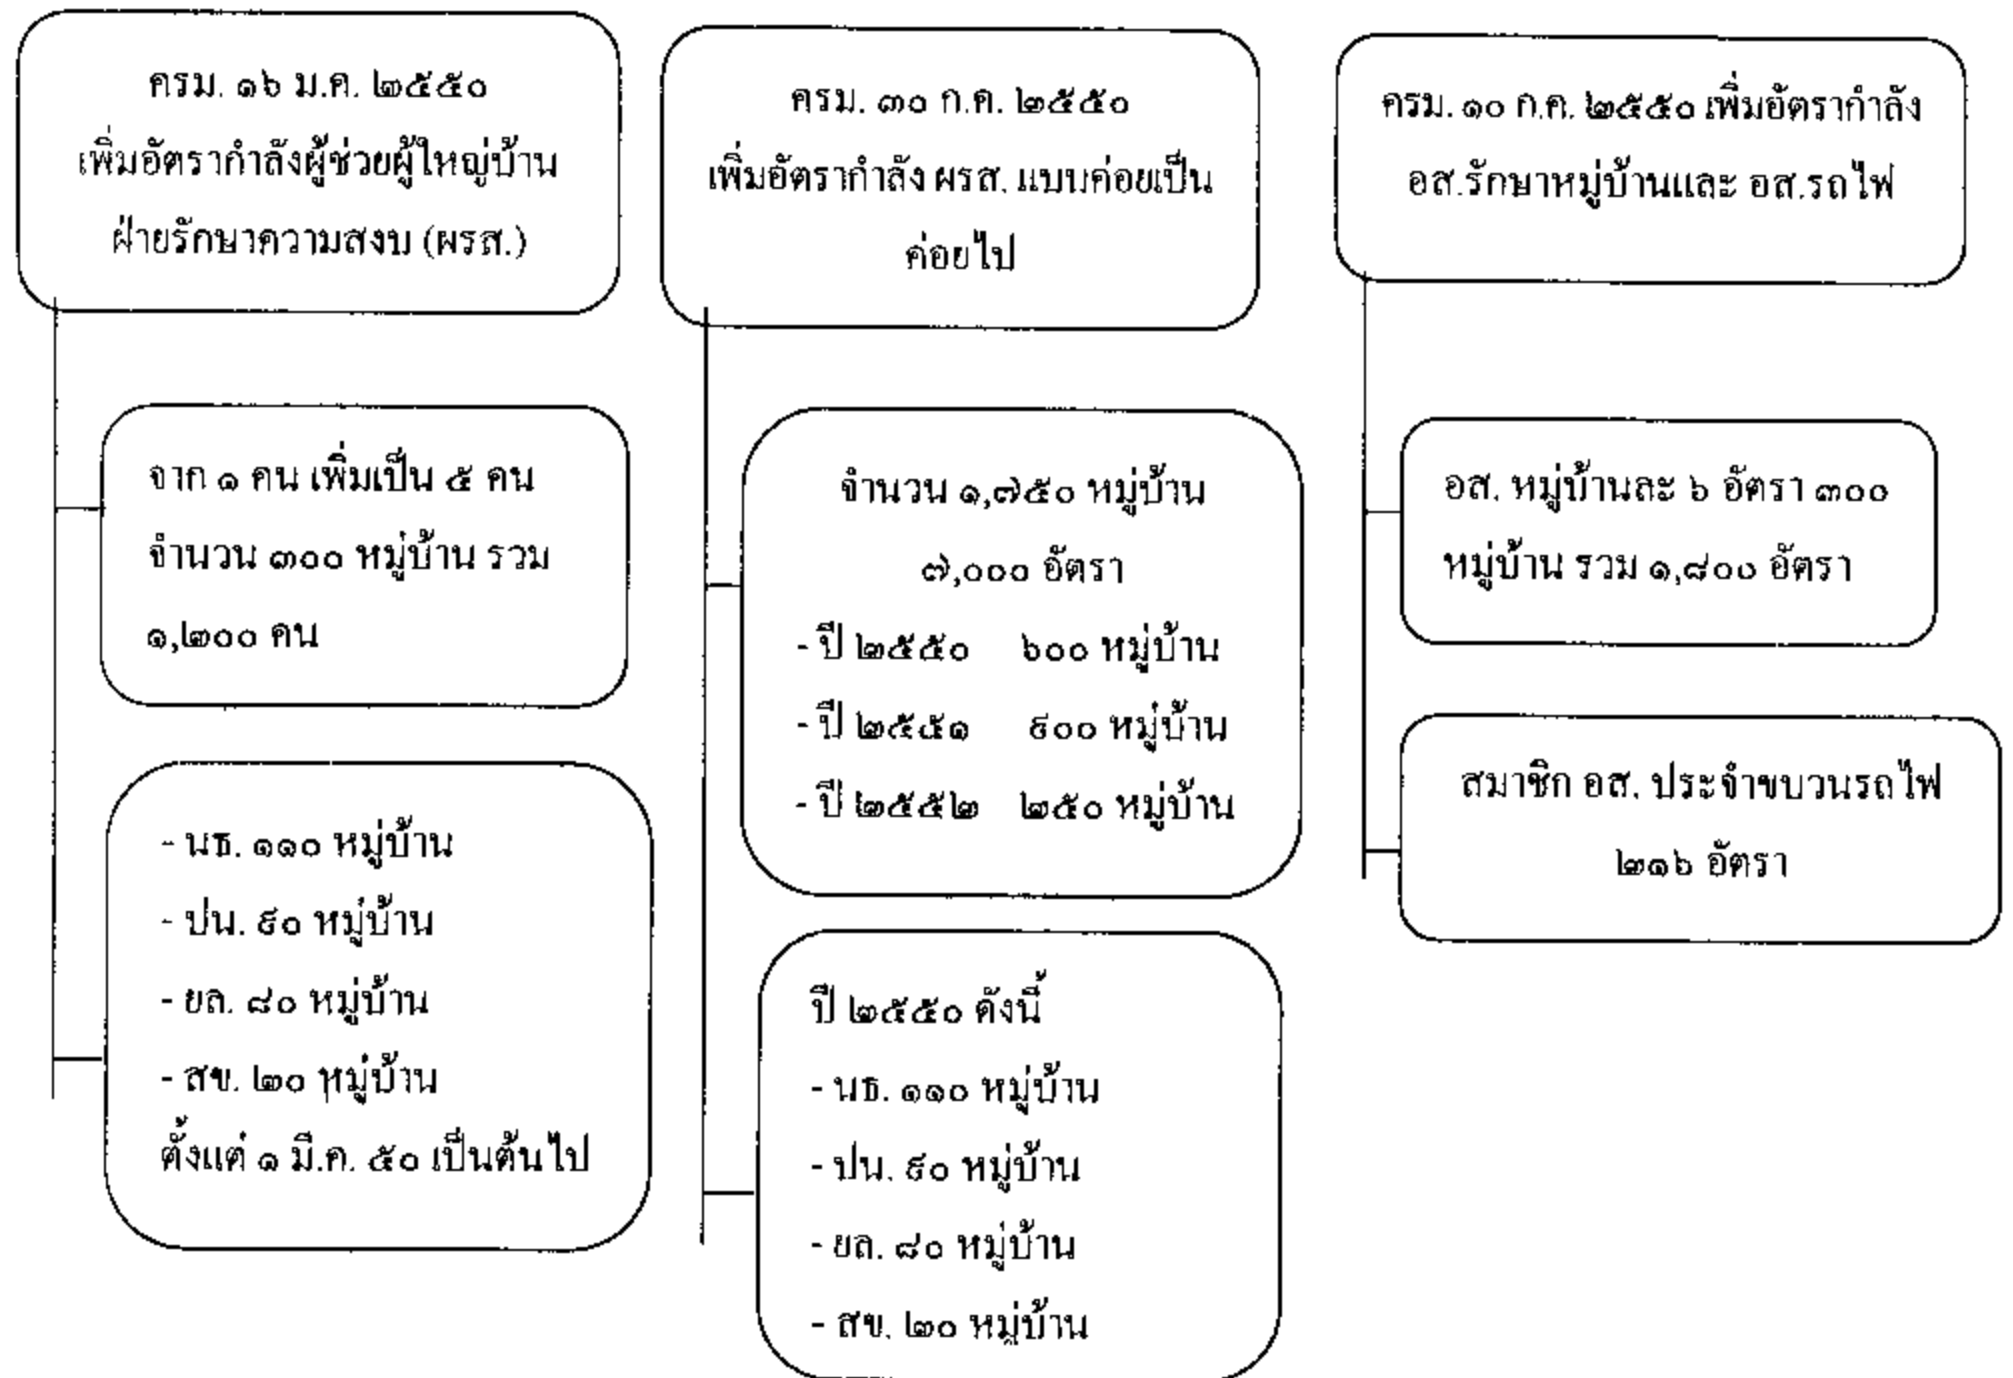 ครม. ๑๖ ม.ค. ๒๕๕๐
เพิ่มอัตรากำลังผู้ช่วยผู้ใหญ่บ้าน
ฝ่ายรักษาความสงบ (ผรส.)
จาก ๑ คน เพิ่มเป็น ๕ คน
จำนวน ๓๐๐ หมู่บ้าน รวม
๑,๒๐๐ คน
- นธ. ๑๑๐ หมู่บ้าน
- ปน. ๙๐ หมู่บ้าน
- ยล. ๘๐ หมู่บ้าน
- สข. ๒๐ หมู่บ้าน
ตั้งแต่ ๑ มี.ค. ๕๐ เป็นต้นไป
ครม. ๓๐ ก.ค. ๒๕๕๐
เพิ่มอัตรากำลัง ผรส. แบบค่อยเป็น
ค่อยไป
จำนวน ๑,๗๕๐ หมู่บ้าน
๗,๐๐๐ อัตรา
- ปี ๒๕๕๐ ๖๐๐ หมู่บ้าน
- ปี ๒๕๕๑ ๙๐๐ หมู่บ้าน
- ปี ๒๕๕๒ ๒๕๐ หมู่บ้าน
ปี ๒๕๕๐ ดังนี้
- นธ. ๑๑๐ หมู่บ้าน
- ปน. ๙๐ หมู่บ้าน
- ยล. ๘๐ หมู่บ้าน
- สข. ๒๐ หมู่บ้าน
ครม. ๑๐ ก.ค. ๒๕๕๐ เพิ่มอัตรากำลัง
อส.รักษาหมู่บ้านและ อส.รถไฟ
อส. หมู่บ้านละ ๖ อัตรา ๓๐๐
หมู่บ้าน รวม ๑,๘๐๐ อัตรา
สมาชิก อส. ประจำขบวนรถไฟ
๒๑๖ อัตรา